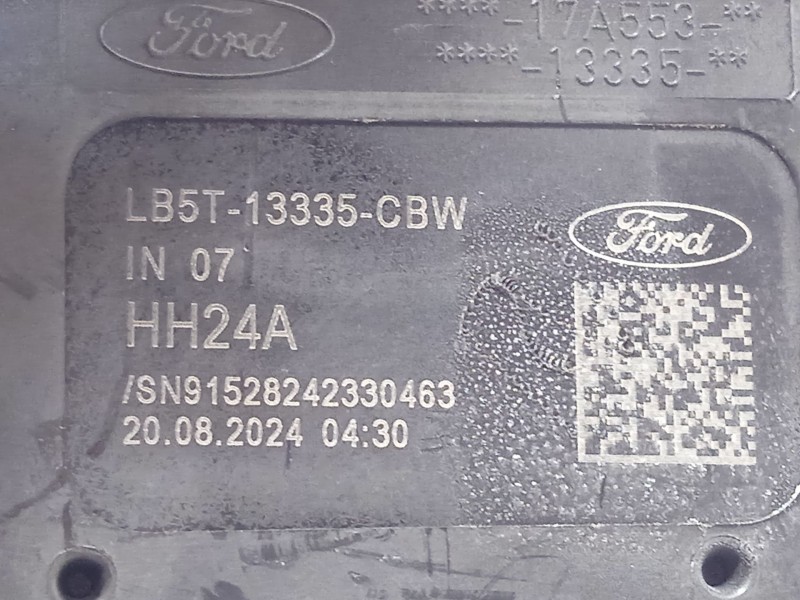 Ford
****-17A553-**
****-13335-**
LB5T-13335-CBW
Ford
IN 07
HH24A
/SN91528242330463
20.08.2024 04:30